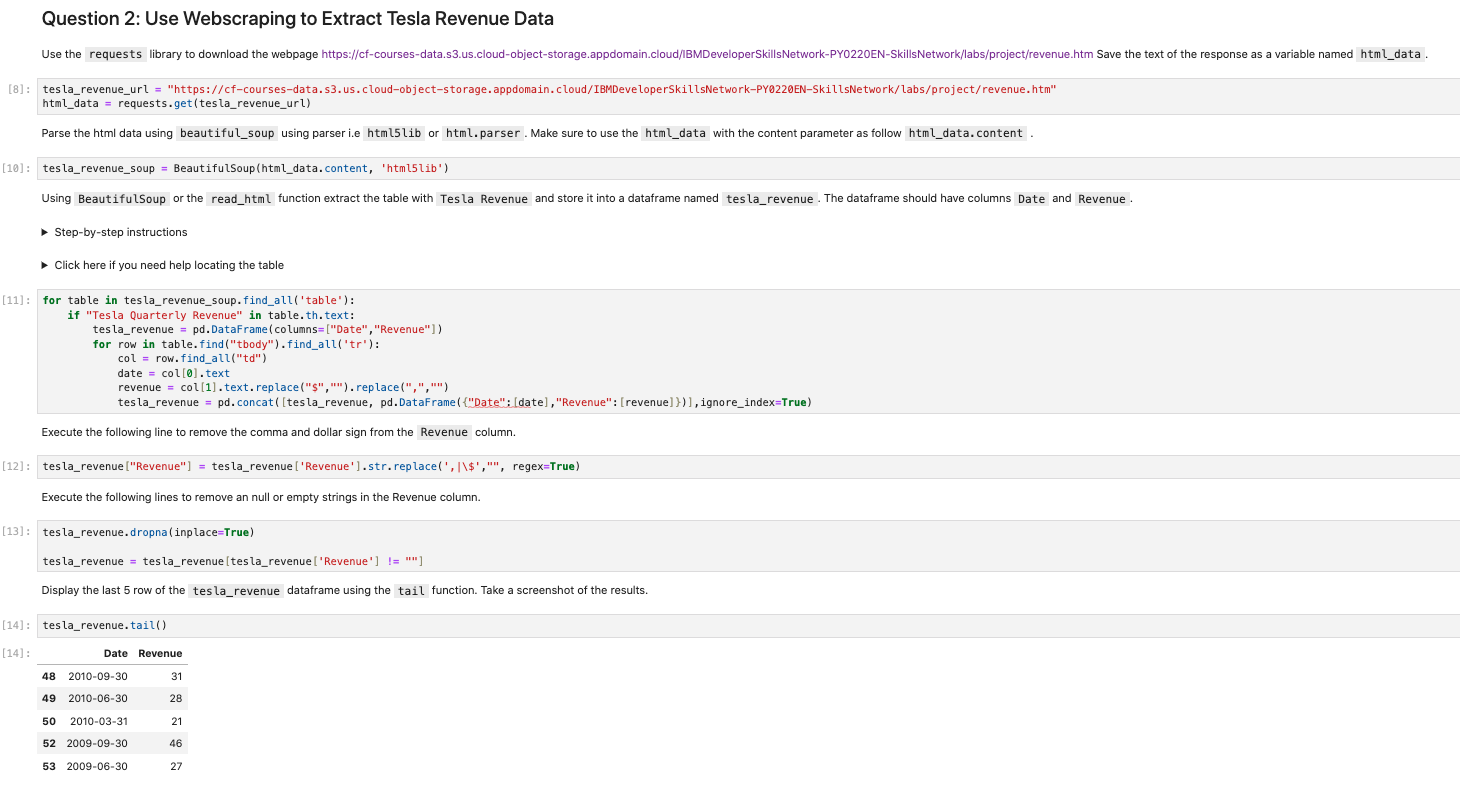 Question 2: Use Webscraping to Extract Tesla Revenue Data
Use the requests library to download the webpage https://cf-courses-data.s3.us.cloud-object-storage.appdomain.cloud/IBMDeveloperSkillsNetwork-PY0220EN-SkillsNetwork/labs/project/revenue.htm Save the text of the response as a variable named html_data .
[8]: tesla_revenue_url = "https://cf-courses-data.s3.us.cloud-object-storage.appdomain.cloud/IBMDeveloperSkillsNetwork-PY0220EN-SkillsNetwork/labs/project/revenue.htm"
html_data = requests.get(tesla_revenue_url)
Parse the html data using beautiful_soup using parser i.e html5lib or html.parser . Make sure to use the html_data with the content parameter as follow html_data.content .
[10]: tesla_revenue_soup = BeautifulSoup(html_data.content, 'html5lib')
Using BeautifulSoup or the read_html function extract the table with Tesla Revenue and store it into a dataframe named tesla_revenue . The dataframe should have columns Date and Revenue .
▶ Step-by-step instructions
▶ Click here if you need help locating the table
[11]: for table in tesla_revenue_soup.find_all('table'):
    if "Tesla Quarterly Revenue" in table.th.text:
        tesla_revenue = pd.DataFrame(columns=["Date","Revenue"])
        for row in table.find("tbody").find_all('tr'):
            col = row.find_all("td")
            date = col[0].text
            revenue = col[1].text.replace("$","").replace(",","")
            tesla_revenue = pd.concat([tesla_revenue, pd.DataFrame({"Date":[date],"Revenue":[revenue]})],ignore_index=True)
Execute the following line to remove the comma and dollar sign from the Revenue column.
[12]: tesla_revenue["Revenue"] = tesla_revenue['Revenue'].str.replace(',|\$',"", regex=True)
Execute the following lines to remove an null or empty strings in the Revenue column.
[13]: tesla_revenue.dropna(inplace=True)
tesla_revenue = tesla_revenue[tesla_revenue['Revenue'] != ""]
Display the last 5 row of the tesla_revenue dataframe using the tail function. Take a screenshot of the results.
[14]: tesla_revenue.tail()
[14]: Date Revenue
48 2010-09-30 31
49 2010-06-30 28
50 2010-03-31 21
52 2009-09-30 46
53 2009-06-30 27